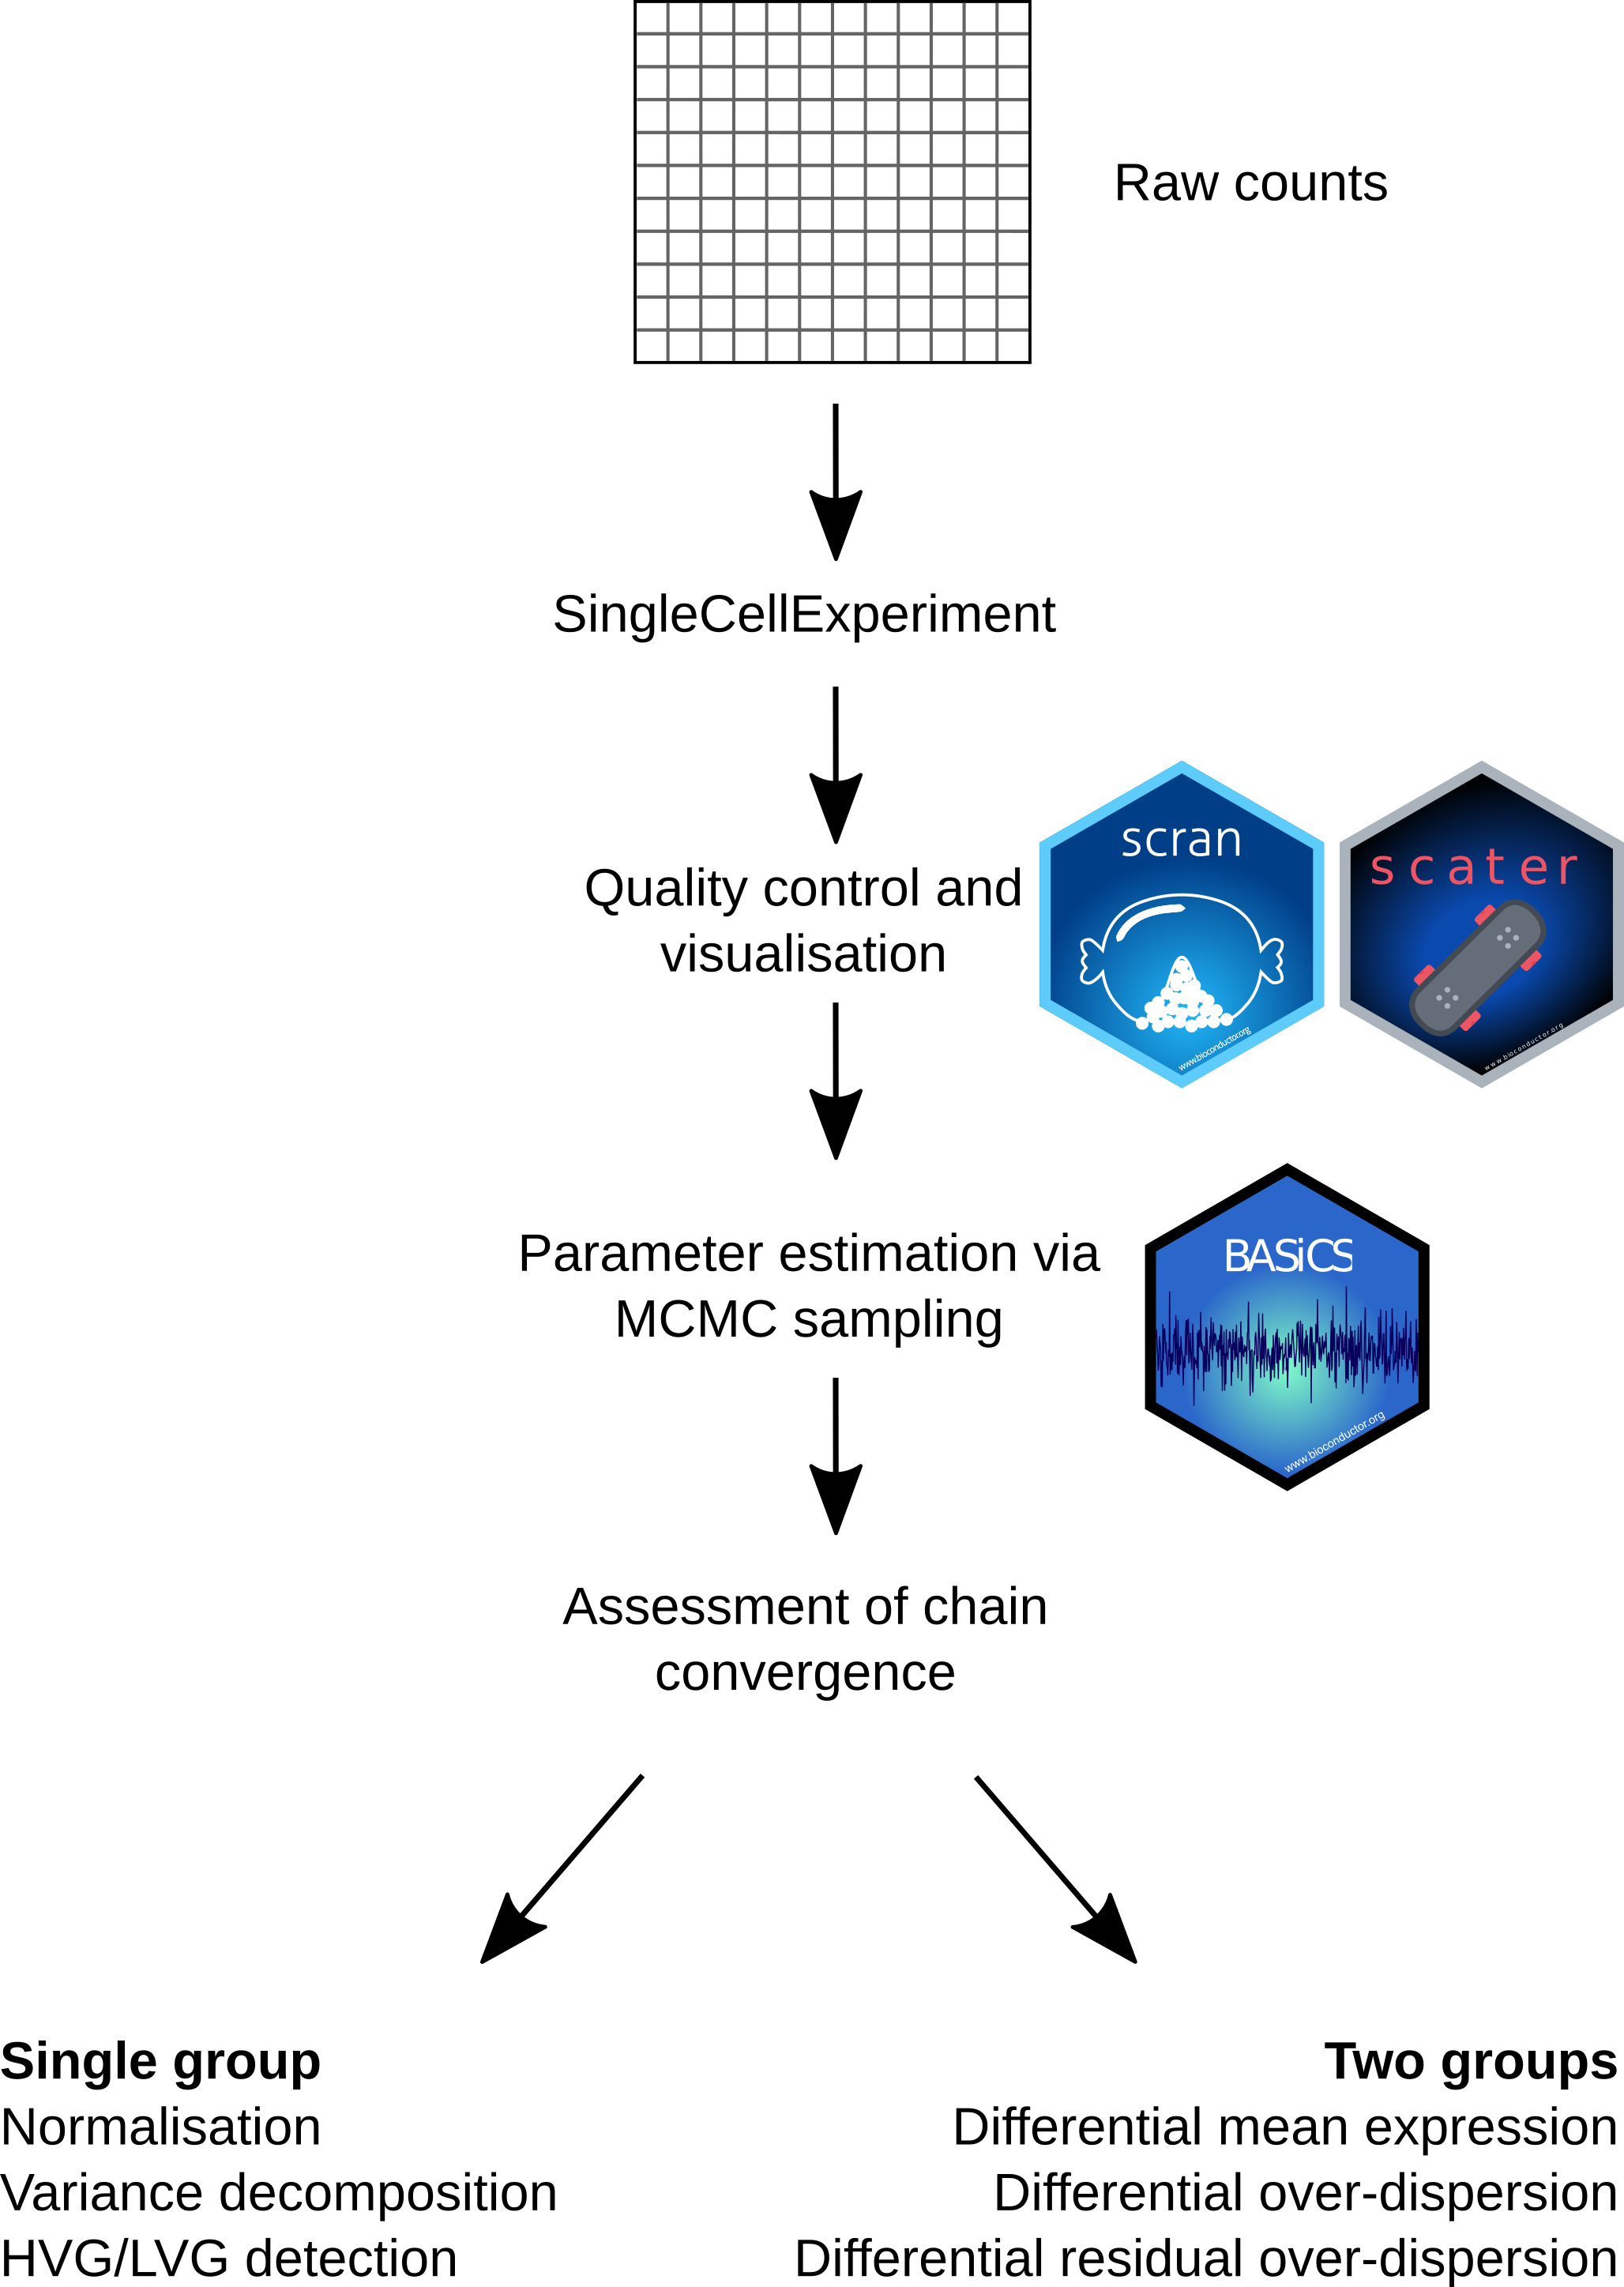 Raw counts
SingleCellExperiment
Quality control and
visualisation
scran
www.bioconductor.org
scater
www.bioconductor.org
Parameter estimation via
MCMC sampling
BASiCS
www.bioconductor.org
Assessment of chain
convergence
Single group
Normalisation
Variance decomposition
HVG/LVG detection
Two groups
Differential mean expression
Differential over-dispersion
Differential residual over-dispersion